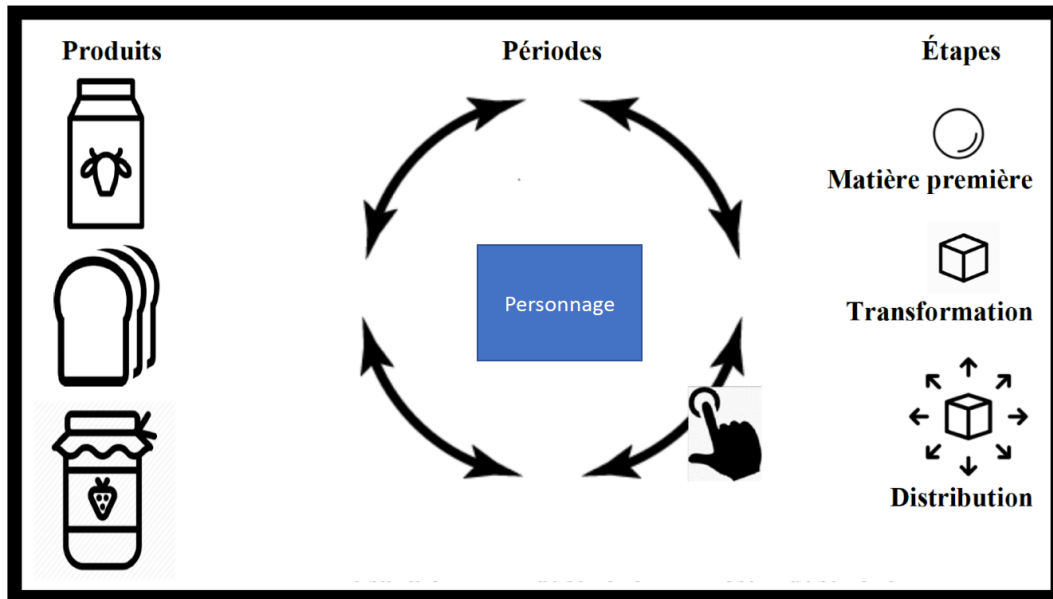 Produits
Périodes
Étapes
Matière première
Transformation
Personnage
Distribution